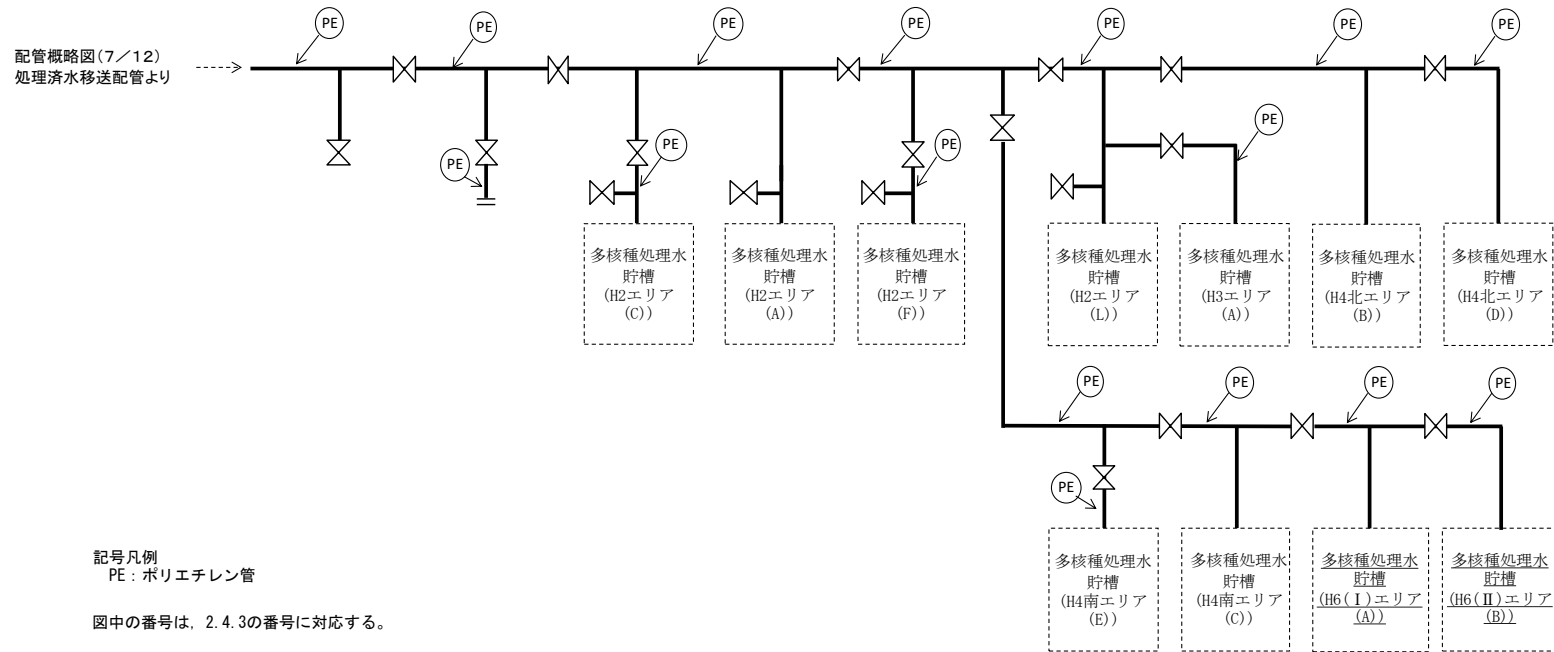 PE
PE
PE
PE
PE
PE
PE
配管概略図(7／12)
処理済水移送配管より
PE
PE
PE
PE
多核種処理水
貯槽
(H2エリア
(C))
多核種処理水
貯槽
(H2エリア
(A))
多核種処理水
貯槽
(H2エリア
(F))
多核種処理水
貯槽
(H2エリア
(L))
多核種処理水
貯槽
(H3エリア
(A))
多核種処理水
貯槽
(H4北エリア
(B))
多核種処理水
貯槽
(H4北エリア
(D))
PE
PE
PE
PE
PE
多核種処理水
貯槽
(H4南エリア
(E))
多核種処理水
貯槽
(H4南エリア
(C))
多核種処理水
貯槽
(H6(Ⅰ)エリア
(A))
多核種処理水
貯槽
(H6(Ⅱ)エリア
(B))
記号凡例
PE：ポリエチレン管
図中の番号は，2.4.3の番号に対応する。